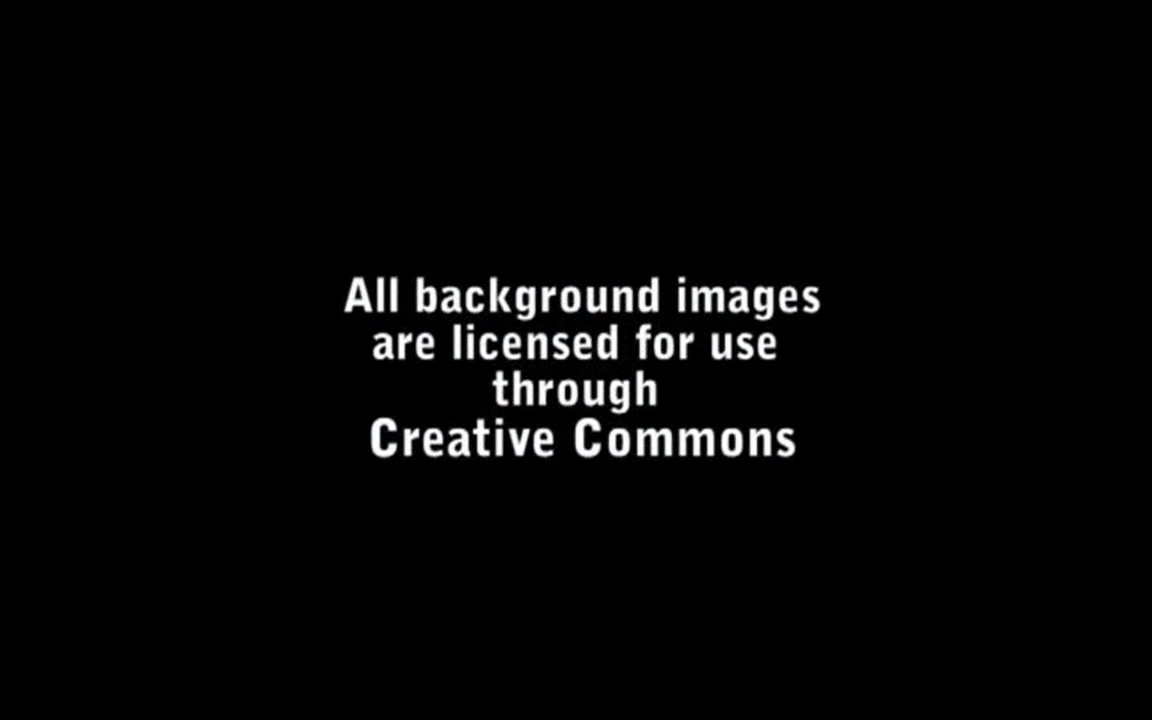 All background images
are licensed for use
through
Creative Commons